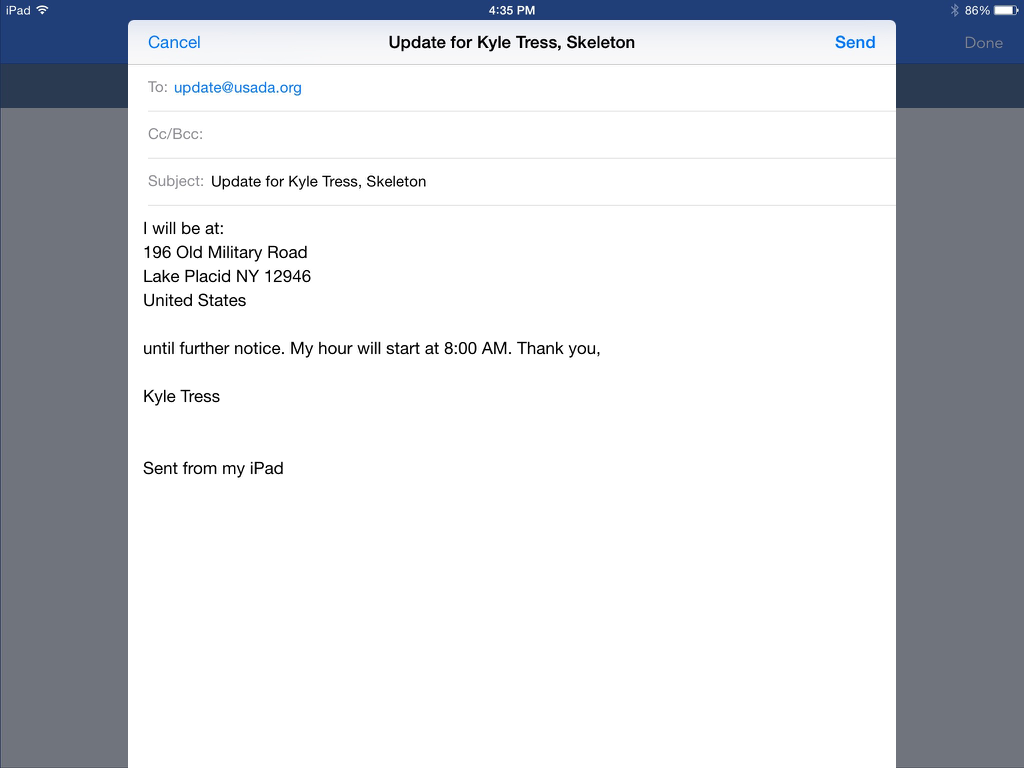 iPad 4:35 PM 86%
Cancel Update for Kyle Tress, Skeleton Send Done
To: update@usada.org
Cc/Bcc:
Subject: Update for Kyle Tress, Skeleton
I will be at:
196 Old Military Road
Lake Placid NY 12946
United States
until further notice. My hour will start at 8:00 AM. Thank you,
Kyle Tress
Sent from my iPad